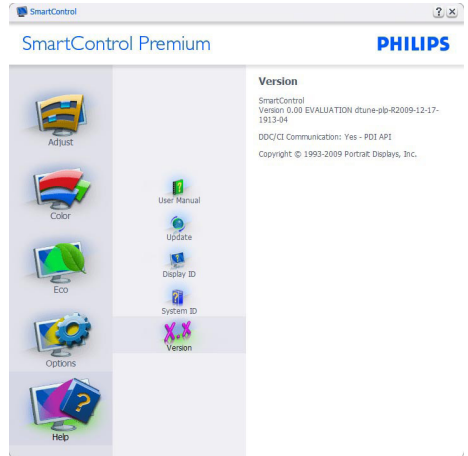 SmartControl
SmartControl Premium
PHILIPS
Adjust
Color
Eco
Options
Help
User Manual
Update
Display ID
System ID
X.X
Version
Version
SmartControl
Version 0.00 EVALUATION dtune-plp-R2009-12-17-
1913-04
DDC/CI Communication: Yes - PDI API
Copyright © 1993-2009 Portrait Displays, Inc.